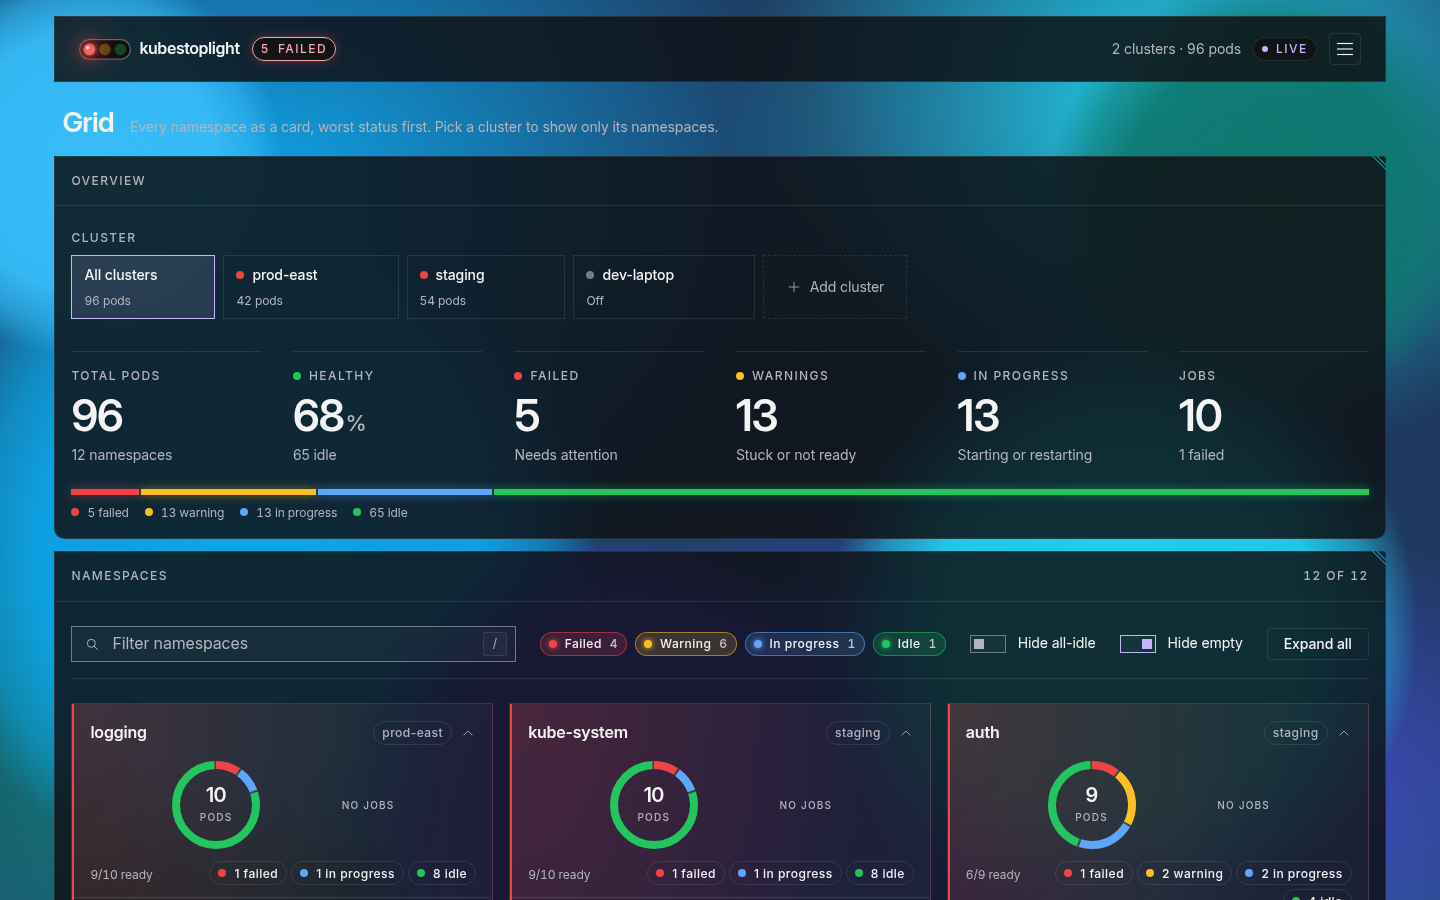 kubestoplight 5 FAILED 2 clusters · 96 pods LIVE
Grid Every namespace as a card, worst status first. Pick a cluster to show only its namespaces.
OVERVIEW
CLUSTER
All clusters prod-east staging dev-laptop + Add cluster
96 pods 42 pods 54 pods Off
TOTAL PODS HEALTHY FAILED WARNINGS IN PROGRESS JOBS
96 68% 5 13 13 10
12 namespaces 65 idle Needs attention Stuck or not ready Starting or restarting 1 failed
5 failed 13 warning 13 in progress 65 idle
NAMESPACES 12 OF 12
Filter namespaces / Failed 4 Warning 6 In progress 1 Idle 1 Hide all-idle Hide empty Expand all
logging prod-east kube-system staging auth staging
10 NO JOBS 10 NO JOBS 9 NO JOBS
PODS PODS PODS
9/10 ready 1 failed 1 in progress 8 idle 9/10 ready 1 failed 1 in progress 8 idle 6/9 ready 1 failed 2 warning 2 in progress
4 idle